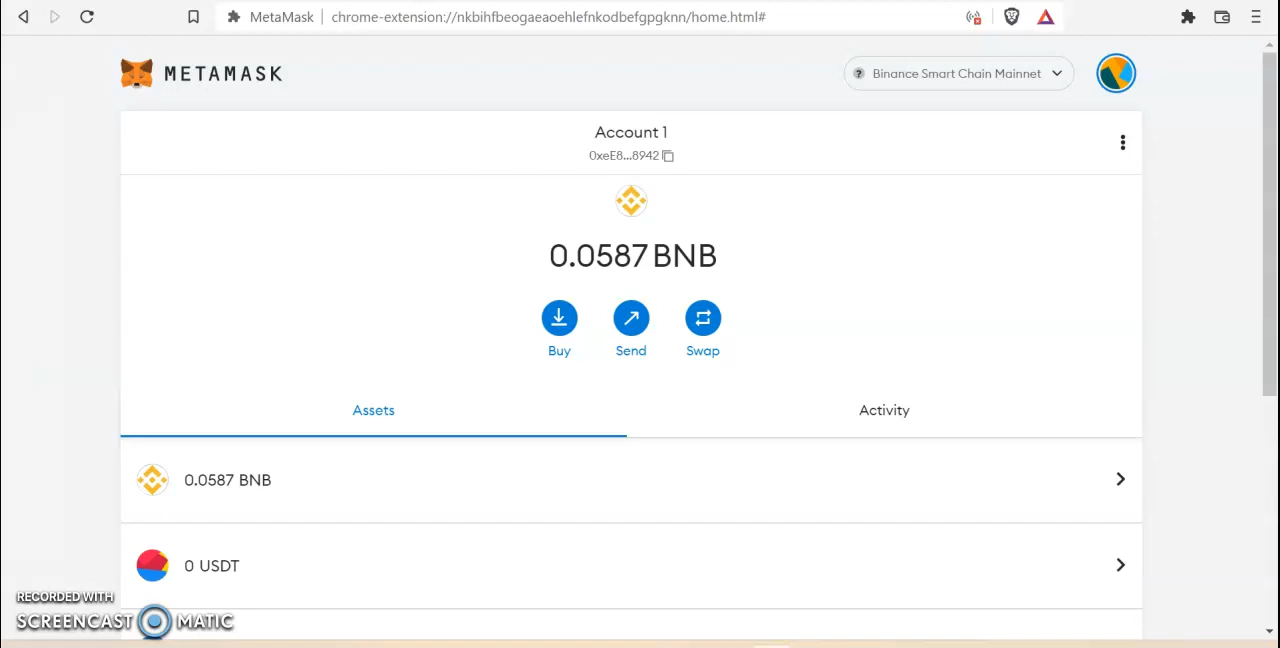 MetaMask chrome-extension://nkbihfbeogaeaoehlefnkodbefgpgknn/home.html#
METAMASK
? Binance Smart Chain Mainnet
Account 1
0xeE8...8942
0.0587 BNB
Buy Send Swap
Assets Activity
0.0587 BNB
0 USDT
RECORDED WITH
SCREENCAST MATIC